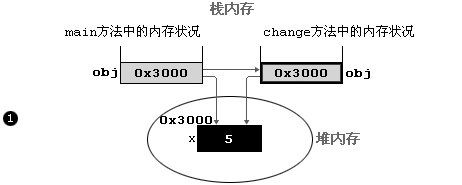 栈内存
main方法中的内存状况 change方法中的内存状况
obj 0x3000 0x3000 obj
1 0x3000
x 5 堆内存